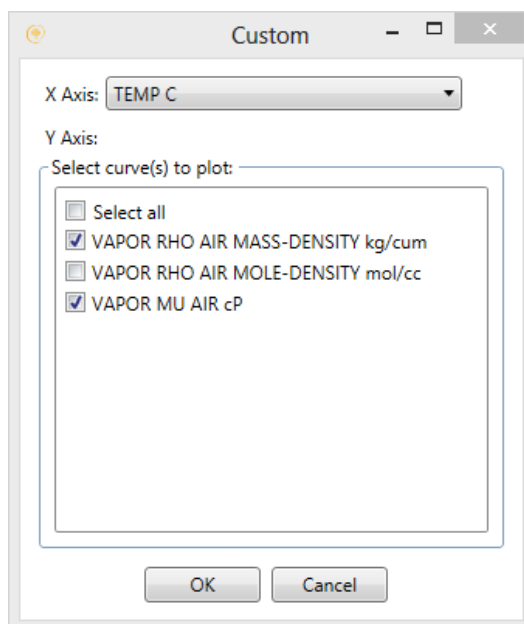 Custom
X Axis: TEMP C
Y Axis:
Select curve(s) to plot:
Select all
VAPOR RHO AIR MASS-DENSITY kg/cum
VAPOR RHO AIR MOLE-DENSITY mol/cc
VAPOR MU AIR cP
OK Cancel